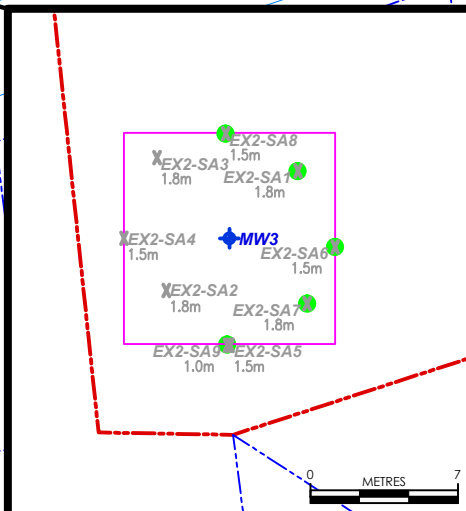 EX2-SA8
1.5m
EX2-SA3
1.8m
EX2-SA1
1.8m
EX2-SA4
1.5m
MW3
EX2-SA6
1.5m
EX2-SA2
1.8m
EX2-SA7
1.8m
EX2-SA9 EX2-SA5
1.0m 1.5m
0 METRES 7